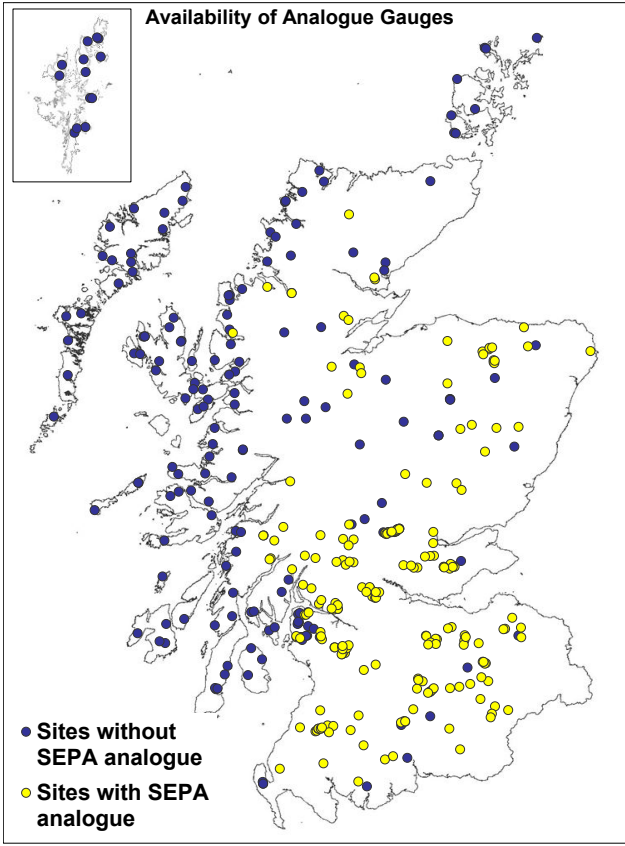 Availability of Analogue Gauges
Sites without
SEPA analogue
Sites with SEPA
analogue